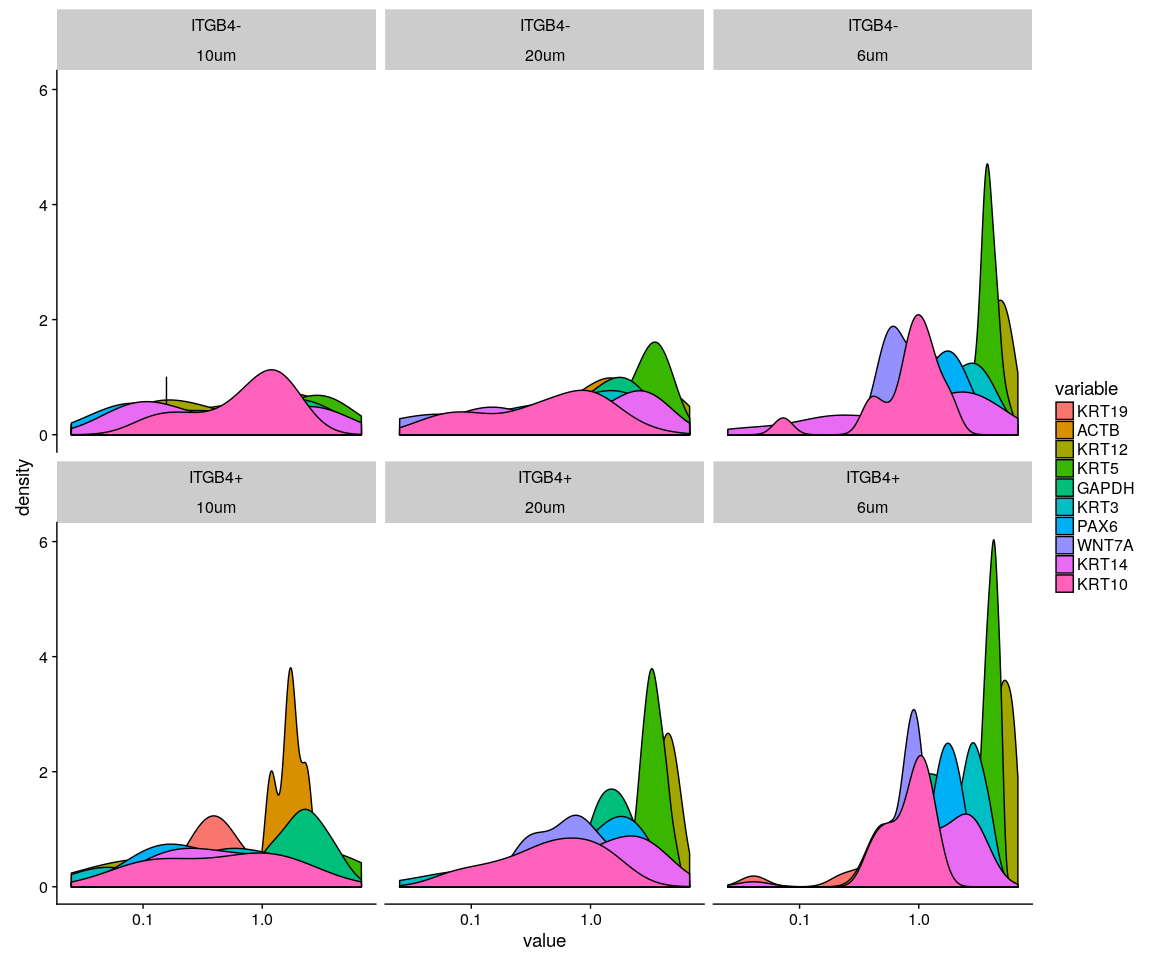 ITGB4- ITGB4- ITGB4-
10um 20um 6um
6
4
2
0
ITGB4+ ITGB4+ ITGB4+
10um 20um 6um
6
4
2
0
density
0.1 1.0 0.1 1.0 0.1 1.0
value
variable
KRT19
ACTB
KRT12
KRT5
GAPDH
KRT3
PAX6
WNT7A
KRT14
KRT10